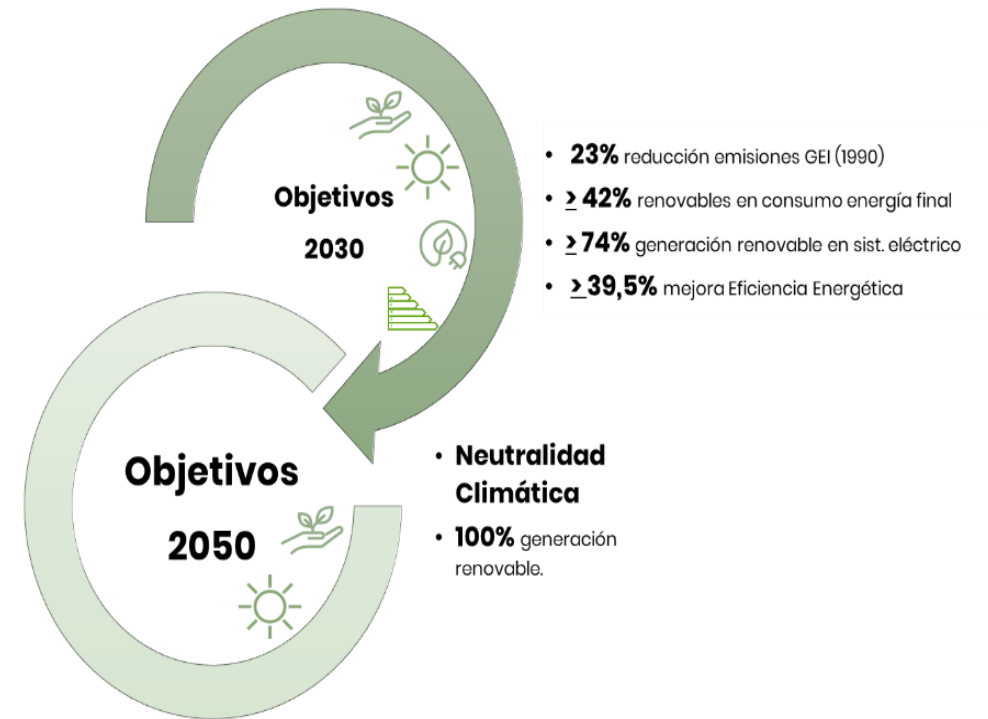 Objetivos
2030
• 23% reducción emisiones GEI (1990)
• ≥ 42% renovables en consumo energía final
• ≥ 74% generación renovable en sist. eléctrico
• ≥ 39,5% mejora Eficiencia Energética
Objetivos
2050
• Neutralidad
Climática
• 100% generación
renovable.